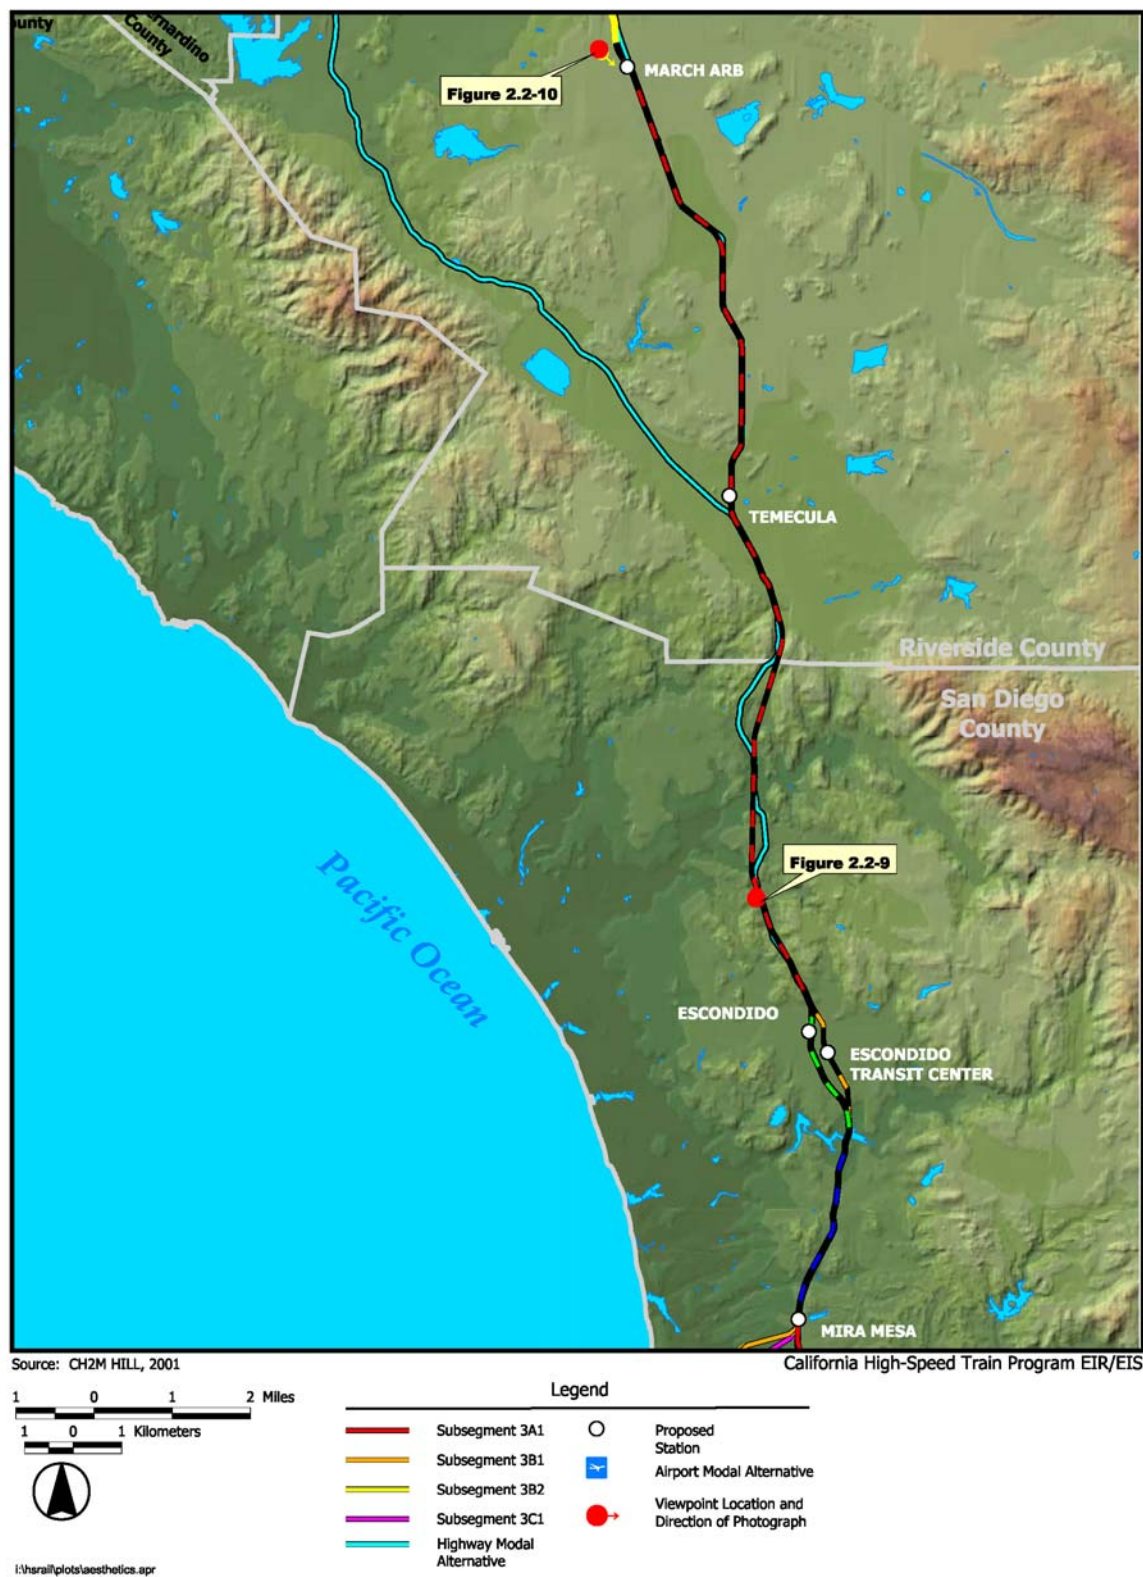 ounty
ernardino
County
MARCH ARB
Figure 2.2-10
TEMECULA
Riverside County
San Diego
County
Figure 2.2-9
Pacific Ocean
ESCONDIDO
ESCONDIDO
TRANSIT CENTER
MIRA MESA
Source: CH2M HILL, 2001
California High-Speed Train Program EIR/EIS
Legend
1 0 1 2 Miles
1 0 1 Kilometers
Subsegment 3A1
Subsegment 3B1
Subsegment 3B2
Subsegment 3C1
Highway Modal
Alternative
Proposed
Station
Airport Modal Alternative
Viewpoint Location and
Direction of Photograph
i:\hsrail\plots\aesthetics.apr